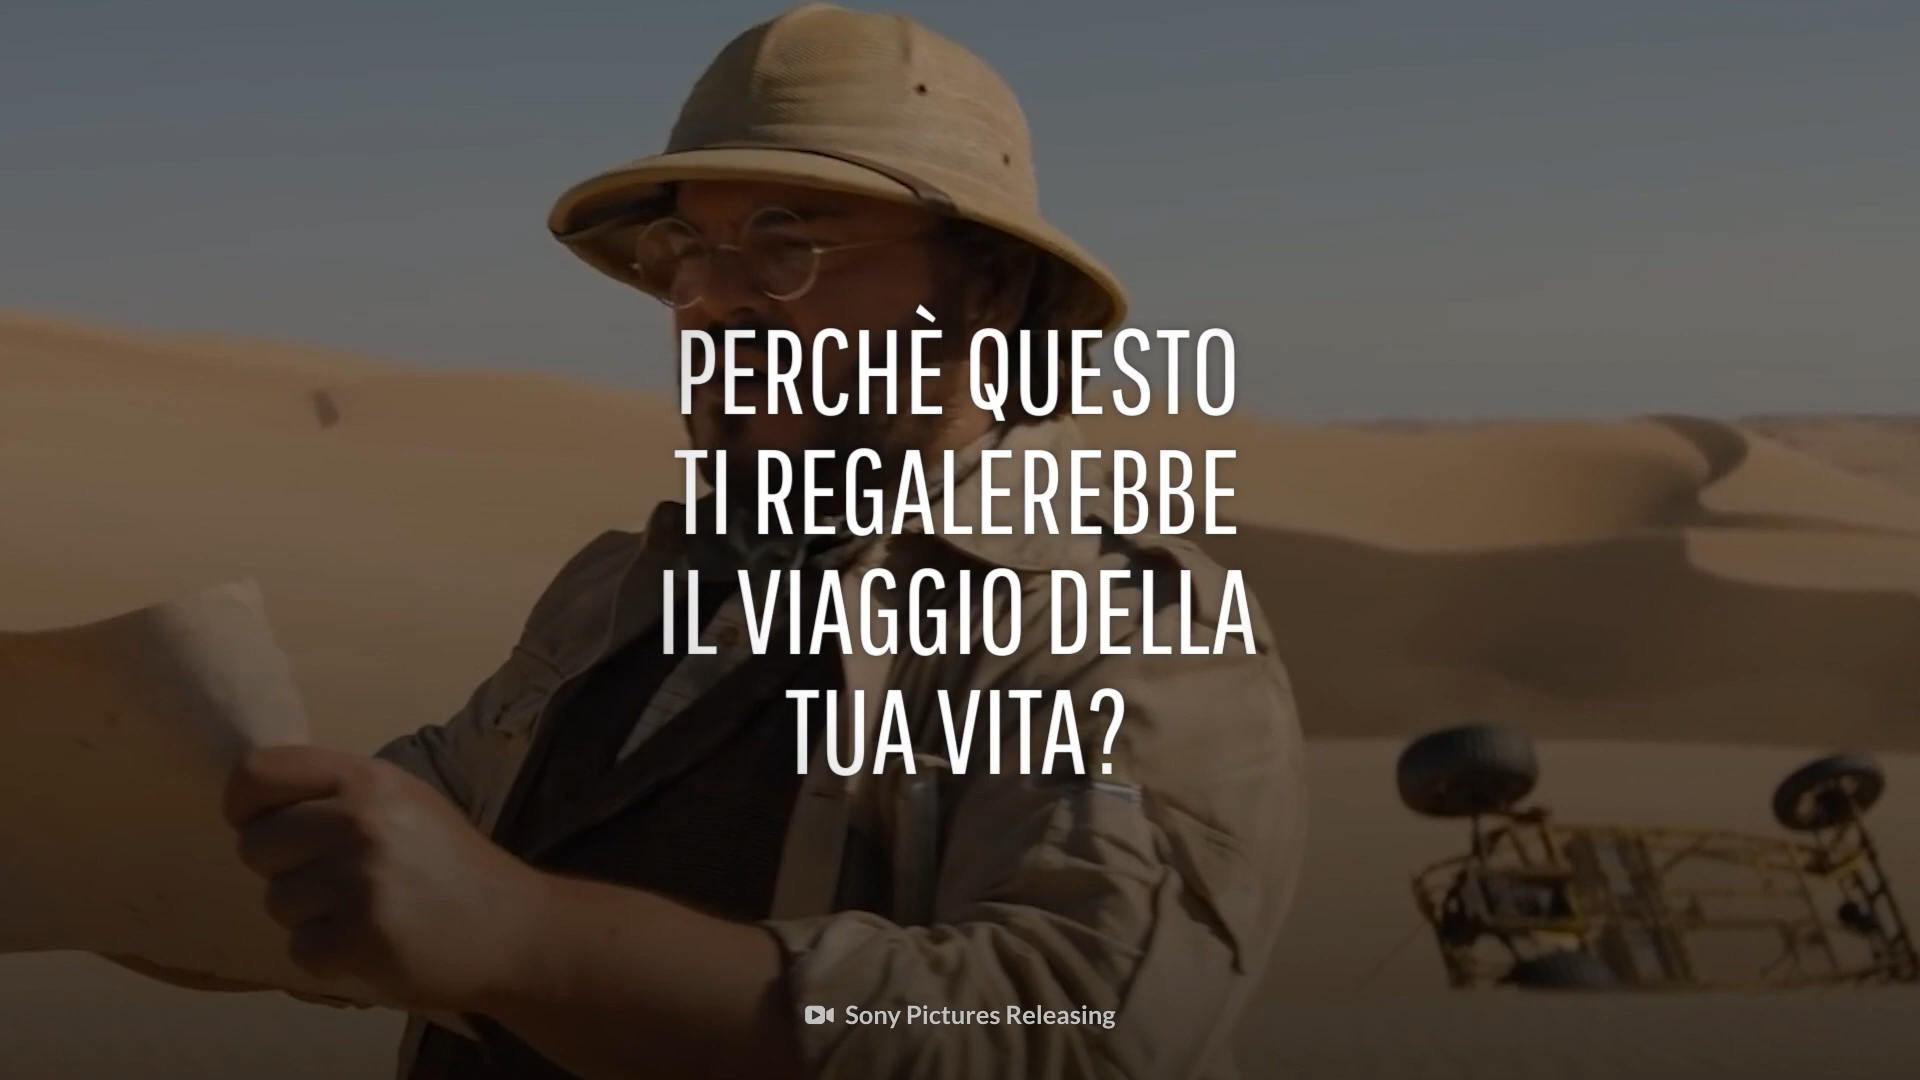 PERCHÈ QUESTO
TI REGALEREBBE
IL VIAGGIO DELLA
TUA VITA?
Sony Pictures Releasing